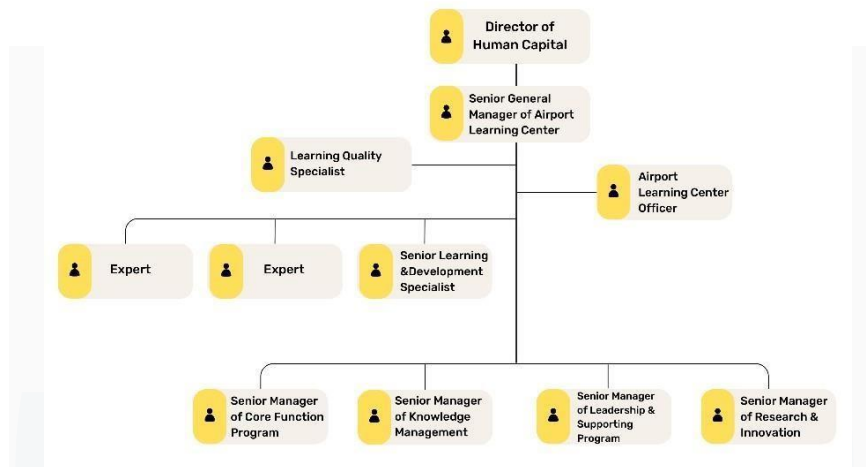 Director of
Human Capital
Senior General
Manager of Airport
Learning Center
Learning Quality
Specialist
Airport
Learning Center
Officer
Expert
Expert
Senior Learning
&Development
Specialist
Senior Manager
of Core Function
Program
Senior Manager
of Knowledge
Management
Senior Manager
of Leadership &
Supporting
Program
Senior Manager
of Research &
Innovation